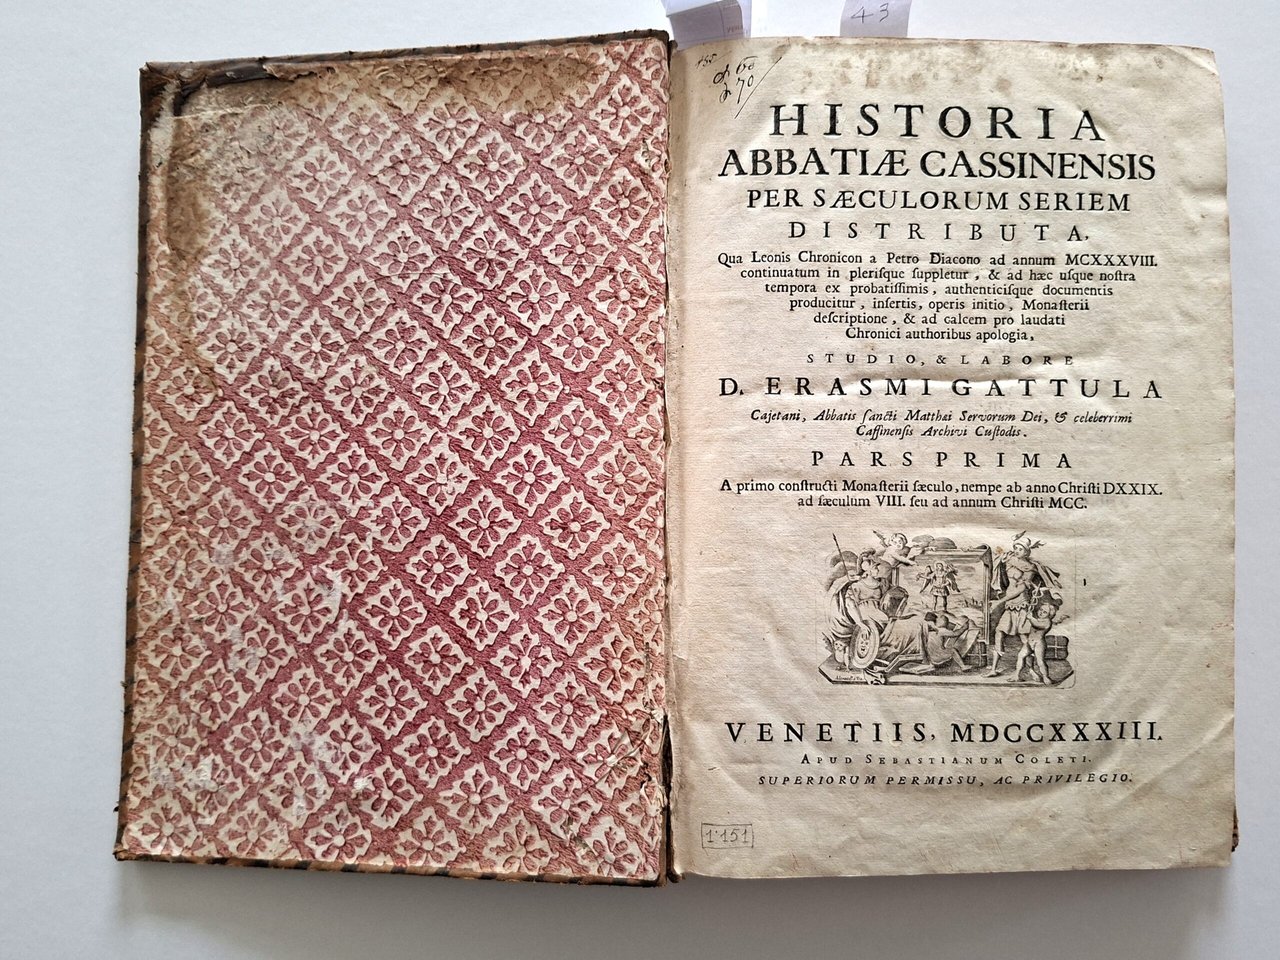 43
HISTORIA
ABBATIÆ CASSINENSIS
PER SÆCULORUM SERIEM
DISTRIBUTA,
Qua Leonis Chronicon a Petro Diacono ad annum MCXXXVIII.
continuatum in pleriſque ſuppletur, & ad hæc uſque noſtra
tempora ex probatiſſimis, authenticiſque documentis
producitur, inſertis, operis initio, Monaſterii
deſcriptione, & ad calcem pro laudati
Chronici authoribus apologia,
STUDIO, & LABORE
D. ERASMI GATTULA
Cajetani, Abbatis ſancti Matthæi Servorum Dei, & celeberrimi
Caſſinenſis Archivi Cuſtodis.
PARS PRIMA
A primo conſtructi Monaſterii ſæculo, nempe ab anno Chriſti DXXIX.
ad ſæculum VIII. ſeu ad annum Chriſti MCC.
VENETIIS, MDCCXXXIII.
APUD SEBASTIANUM COLETI.
SUPERIORUM PERMISSU, AC PRIVILEGIO.
1'151